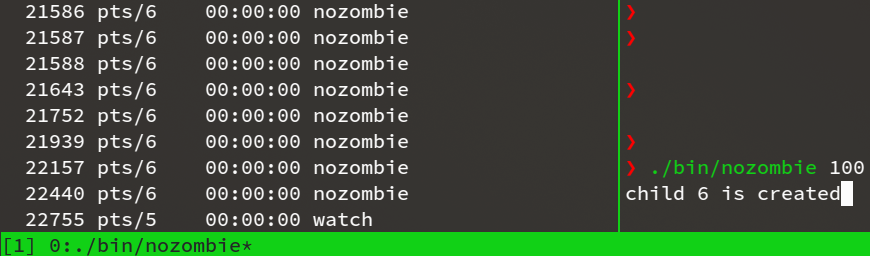 21586 pts/6    00:00:00 nozombie
21587 pts/6    00:00:00 nozombie
21588 pts/6    00:00:00 nozombie
21643 pts/6    00:00:00 nozombie
21752 pts/6    00:00:00 nozombie
21939 pts/6    00:00:00 nozombie
22157 pts/6    00:00:00 nozombie
22440 pts/6    00:00:00 nozombie
22755 pts/5    00:00:00 watch
❯
❯
❯
❯
❯ ./bin/nozombie 100
child 6 is created
[1] 0:./bin/nozombie*